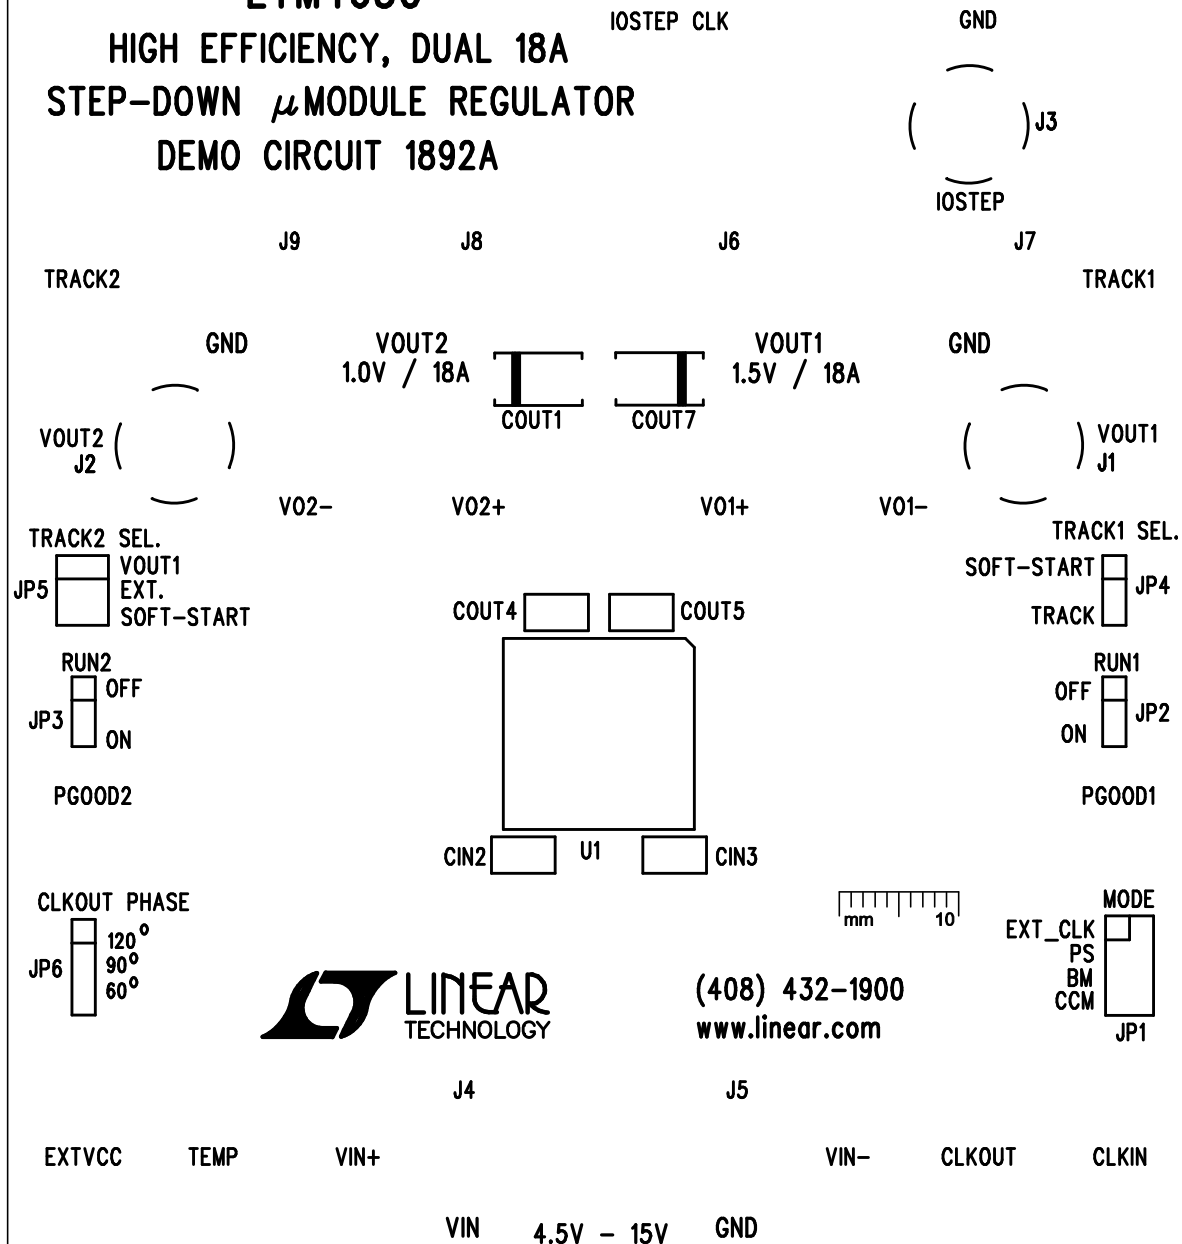 HIGH EFFICIENCY, DUAL 18A
STEP-DOWN µMODULE REGULATOR
DEMO CIRCUIT 1892A
IOSTEP CLK
GND
J3
IOSTEP
J9
J8
J6
J7
TRACK2
TRACK1
GND
VOUT2
1.0V / 18A
VOUT1
1.5V / 18A
GND
COUT1
COUT7
VOUT2
J2
VOUT1
J1
VO2-
VO2+
VO1+
VO1-
TRACK2 SEL.
VOUT1
JP5
EXT.
SOFT-START
TRACK1 SEL.
SOFT-START
JP4
TRACK
COUT4
COUT5
RUN2
OFF
JP3
ON
RUN1
OFF
JP2
ON
PGOOD2
PGOOD1
CIN2
U1
CIN3
CLKOUT PHASE
120°
JP6
90°
60°
mm 10
MODE
EXT_CLK
PS
BM
CCM
JP1
LINEAR
TECHNOLOGY
(408) 432-1900
www.linear.com
J4
J5
EXTVCC
TEMP
VIN+
VIN-
CLKOUT
CLKIN
VIN
4.5V - 15V
GND